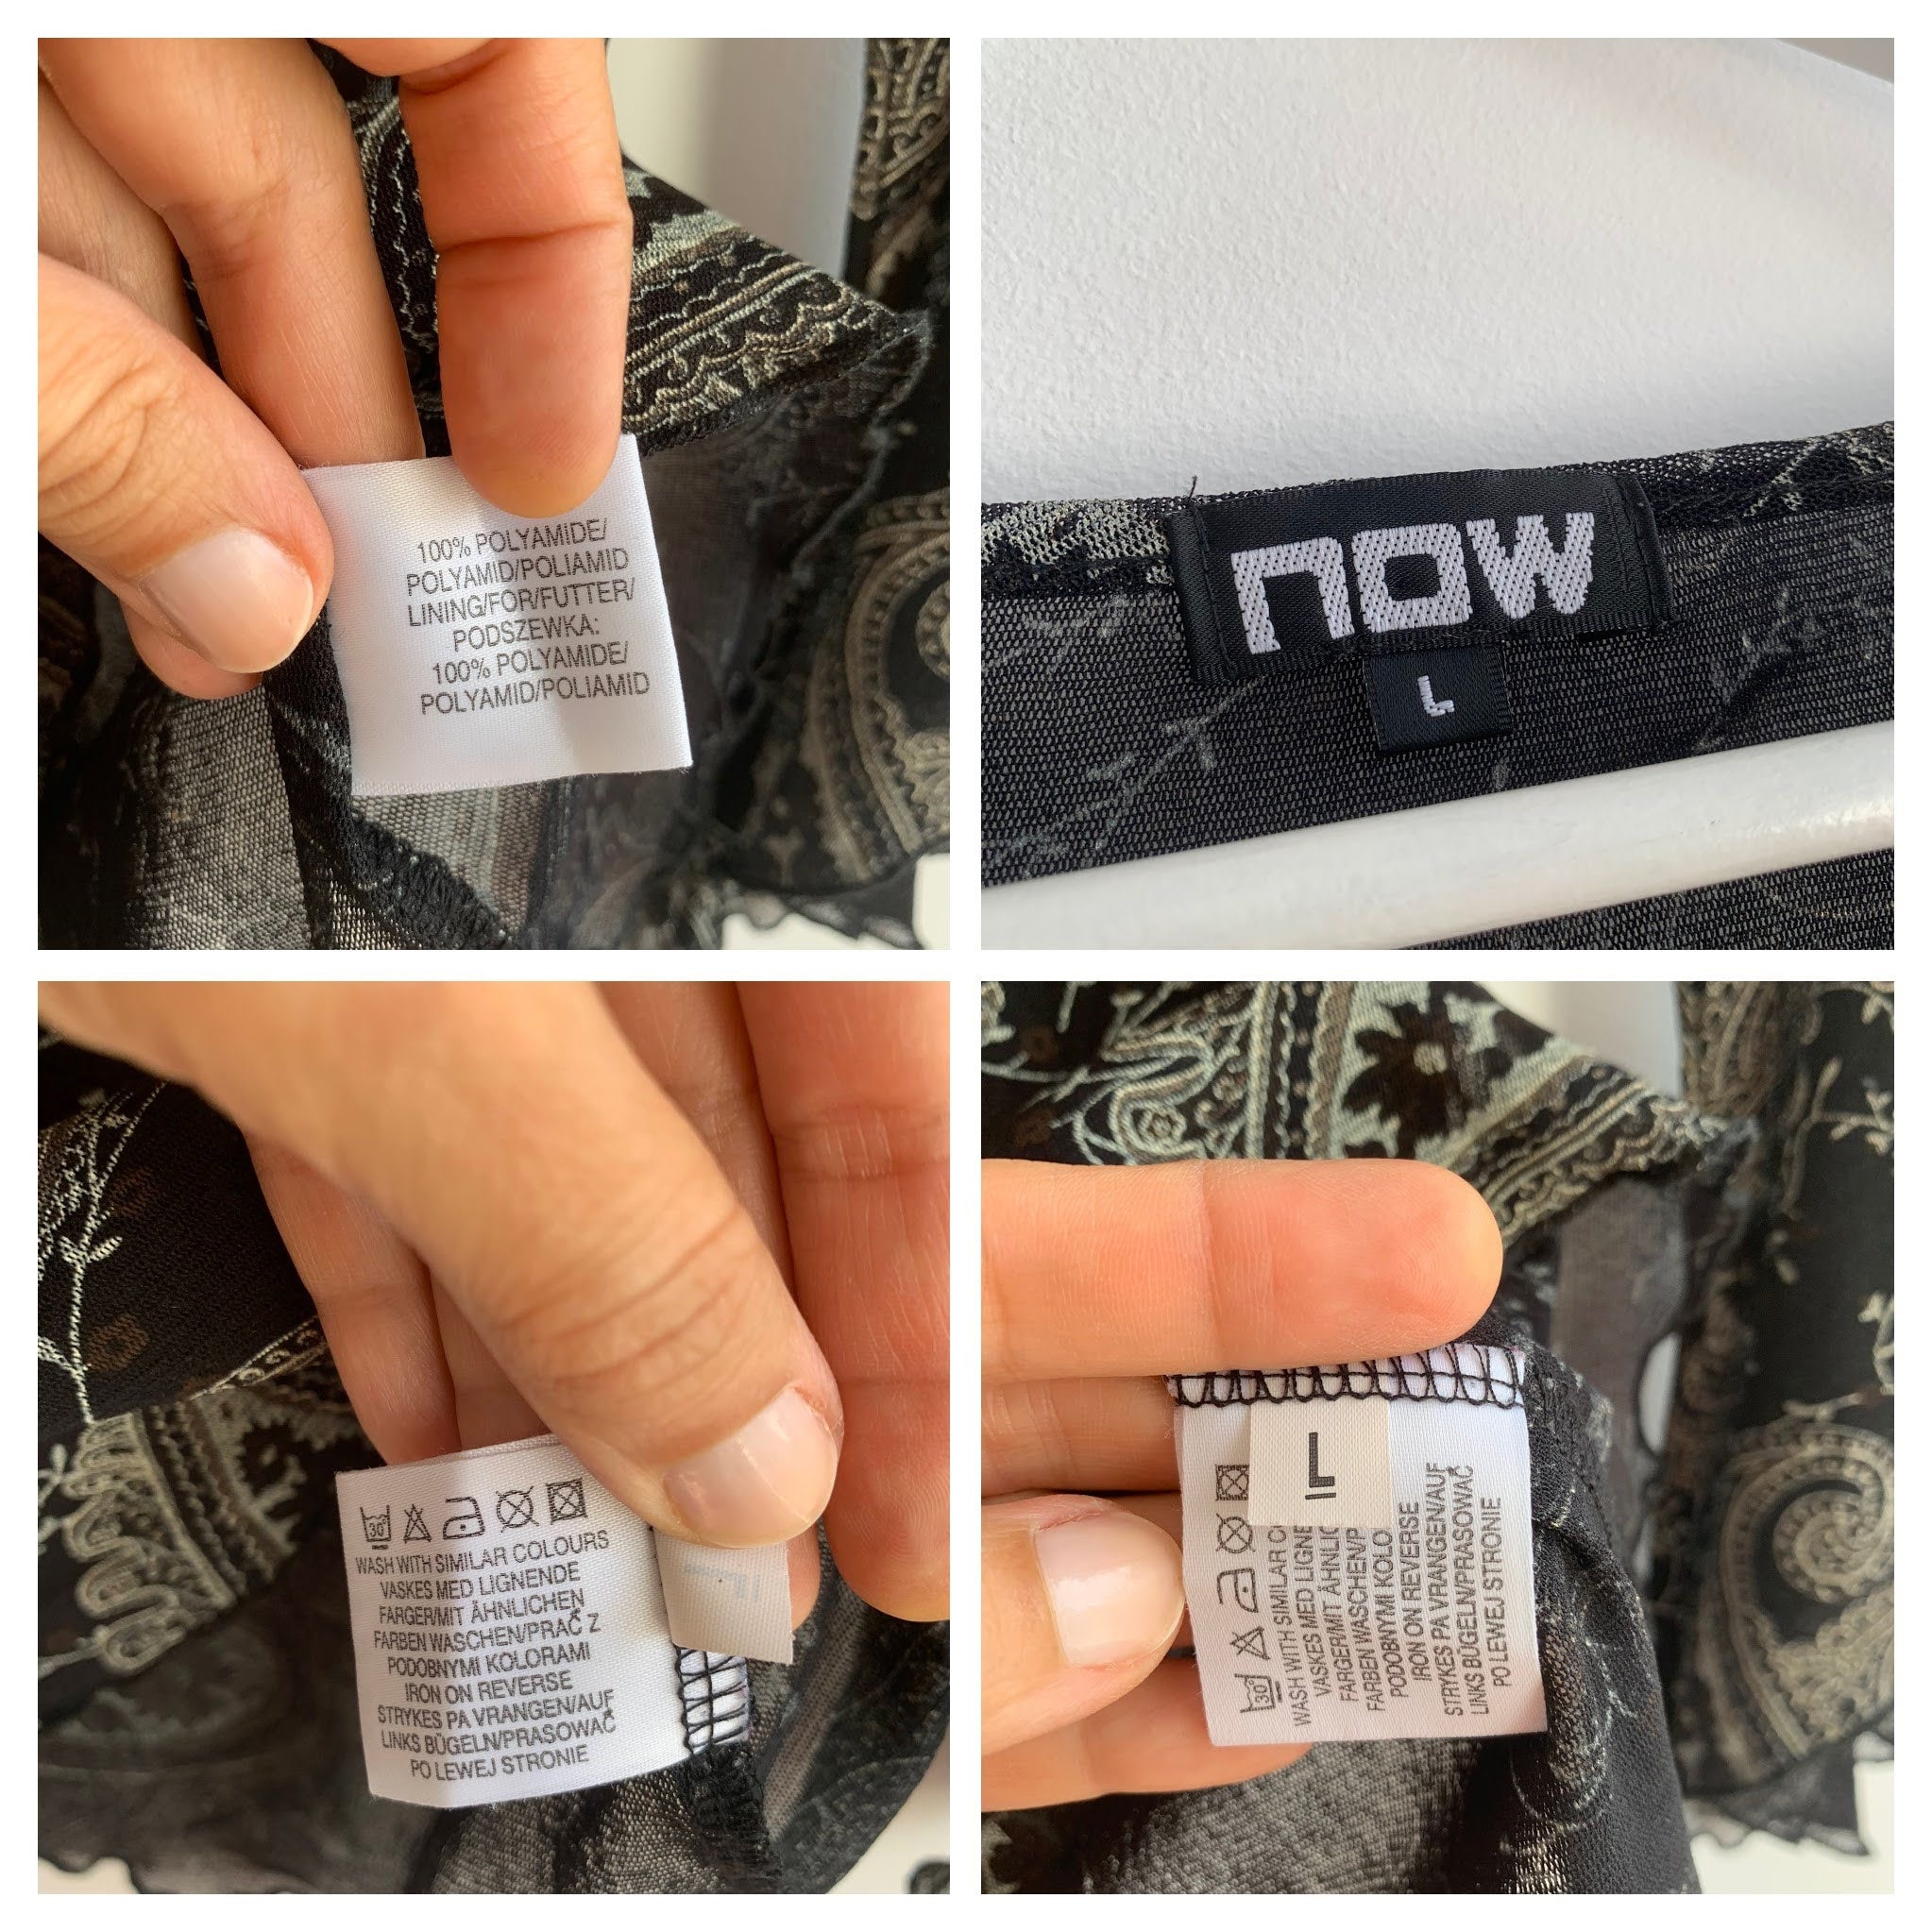 100% POLYAMIDE/
POLYAMID/POLIAMID
LINING/FOR/FUTTER/
PODSZEWKA:
100% POLYAMIDE/
POLYAMID/POLIAMID
now
L
30
WASH WITH SIMILAR COLOURS
VASKES MED LIGNENDE
FARGER/MIT ÄHNLICHEN
FARBEN WASCHEN/PRAĆ Z
PODOBNYMI KOLORAMI
IRON ON REVERSE
STRYKES PA VRANGEN/AUF
LINKS BÜGELN/PRASOWAĆ
PO LEWEJ STRONIE
L
30
WASH WITH SIMILAR C
VASKES MED LIGNE
FARGER/MIT ÄHNLIC
FARBEN WASCHEN/P
PODOBNYMI KOLO
IRON ON REVERSE
STRYKES PA VRANGEN/AUF
LINKS BÜGELN/PRASOWAĆ
PO LEWEJ STRONIE